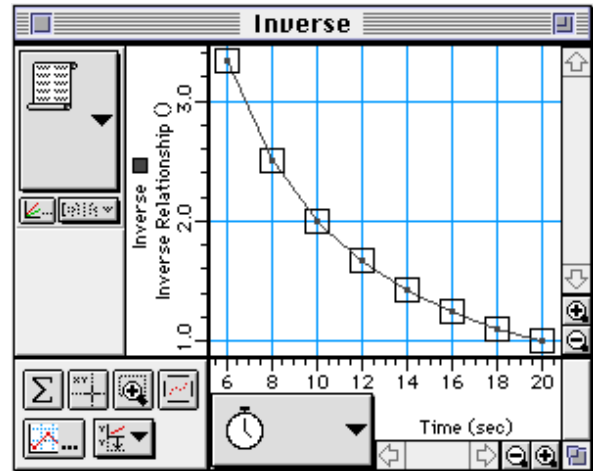 Inverse
Inverse
Inverse Relationship ()
3.0
2.0
1.0
6 8 10 12 14 16 18 20
Time (sec)
Σ
XY
...